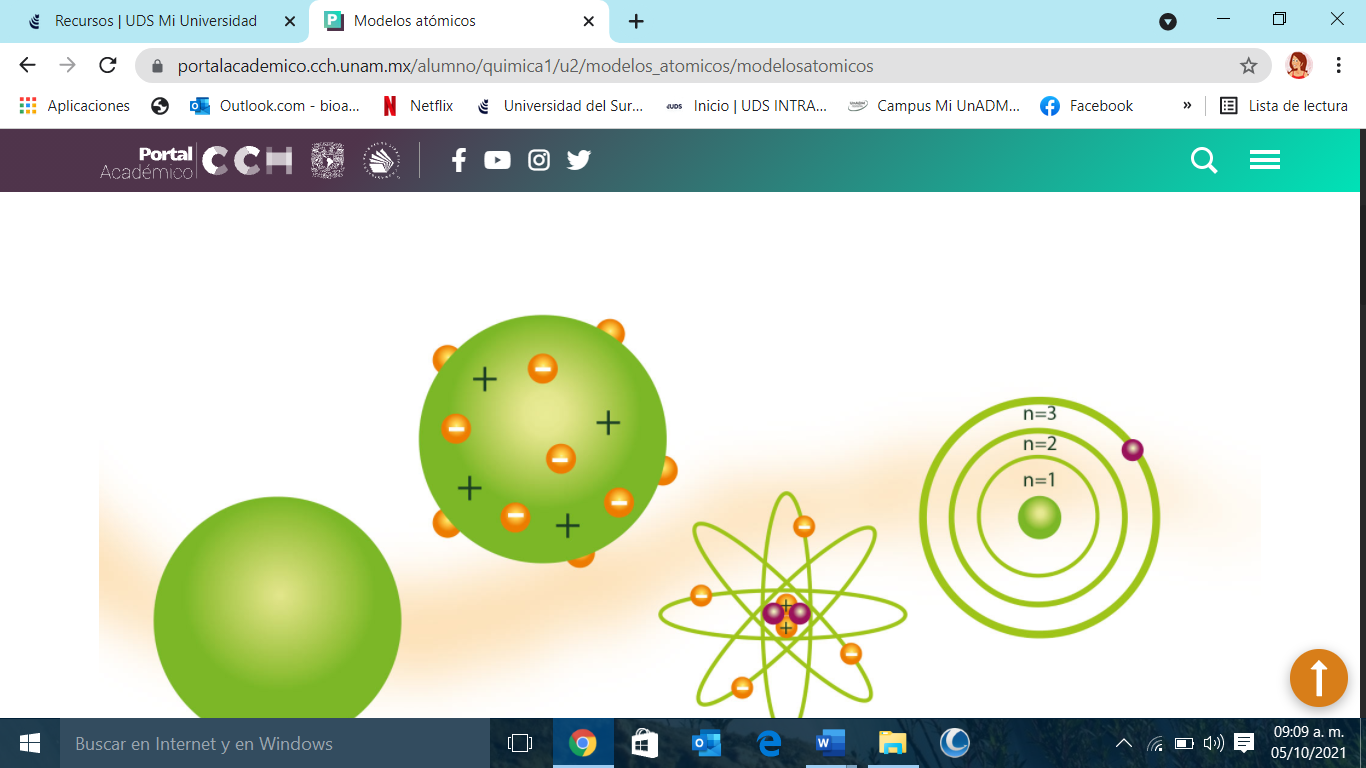 Recursos | UDS Mi Universidad
Modelos atómicos
portalacademico.cch.unam.mx/alumno/quimica1/u2/modelos_atomicos/modelosatomicos
Aplicaciones
Outlook.com - bioa...
Netflix
Universidad del Sur...
Inicio | UDS INTRA...
Campus Mi UnADM...
Facebook
»
Lista de lectura
Portal
Académico
CCH
n=3
n=2
n=1
+
+
+
+
+
+
Buscar en Internet y en Windows
09:09 a. m.
05/10/2021